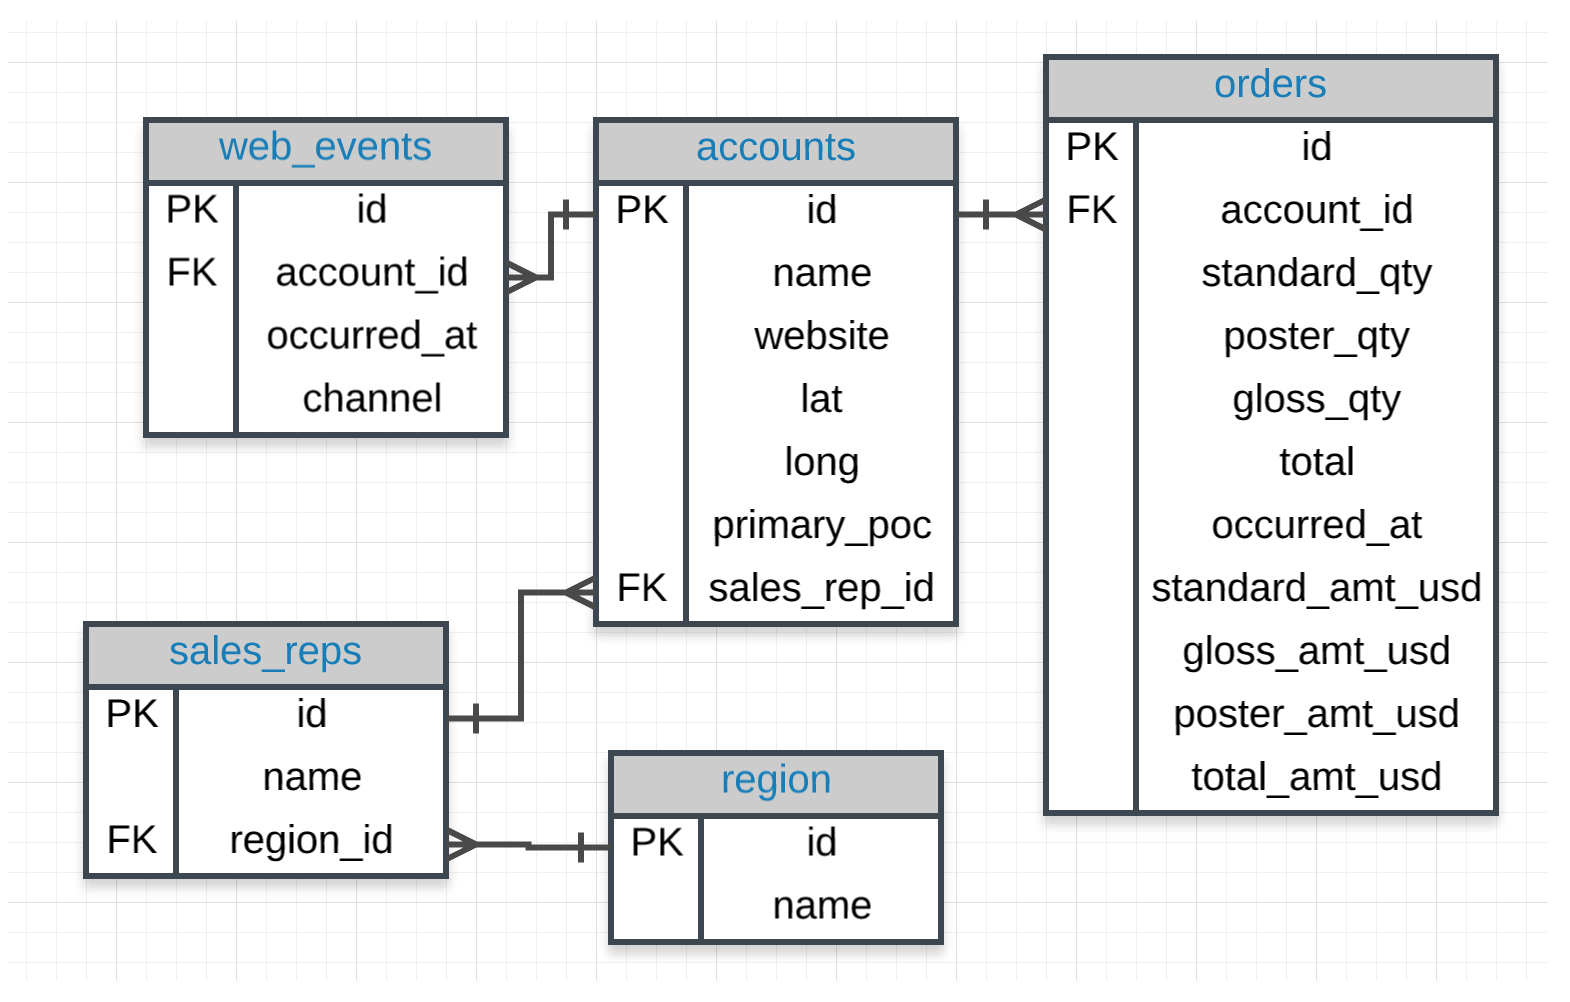 web_events
PK id
FK account_id
occurred_at
channel
accounts
PK id
name
website
lat
long
primary_poc
FK sales_rep_id
orders
PK id
FK account_id
standard_qty
poster_qty
gloss_qty
total
occurred_at
standard_amt_usd
gloss_amt_usd
poster_amt_usd
total_amt_usd
sales_reps
PK id
name
FK region_id
region
PK id
name